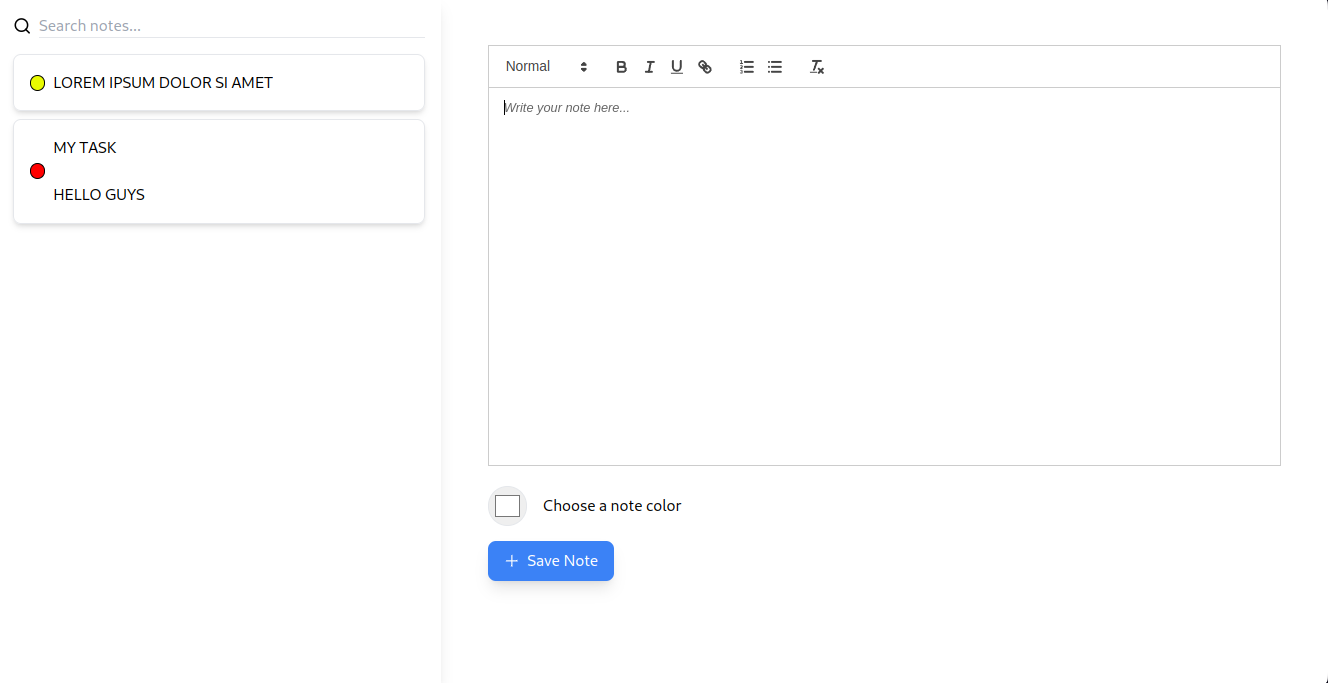 Search notes...
LOREM IPSUM DOLOR SI AMET
MY TASK
HELLO GUYS
Normal
Write your note here...
Choose a note color
Save Note